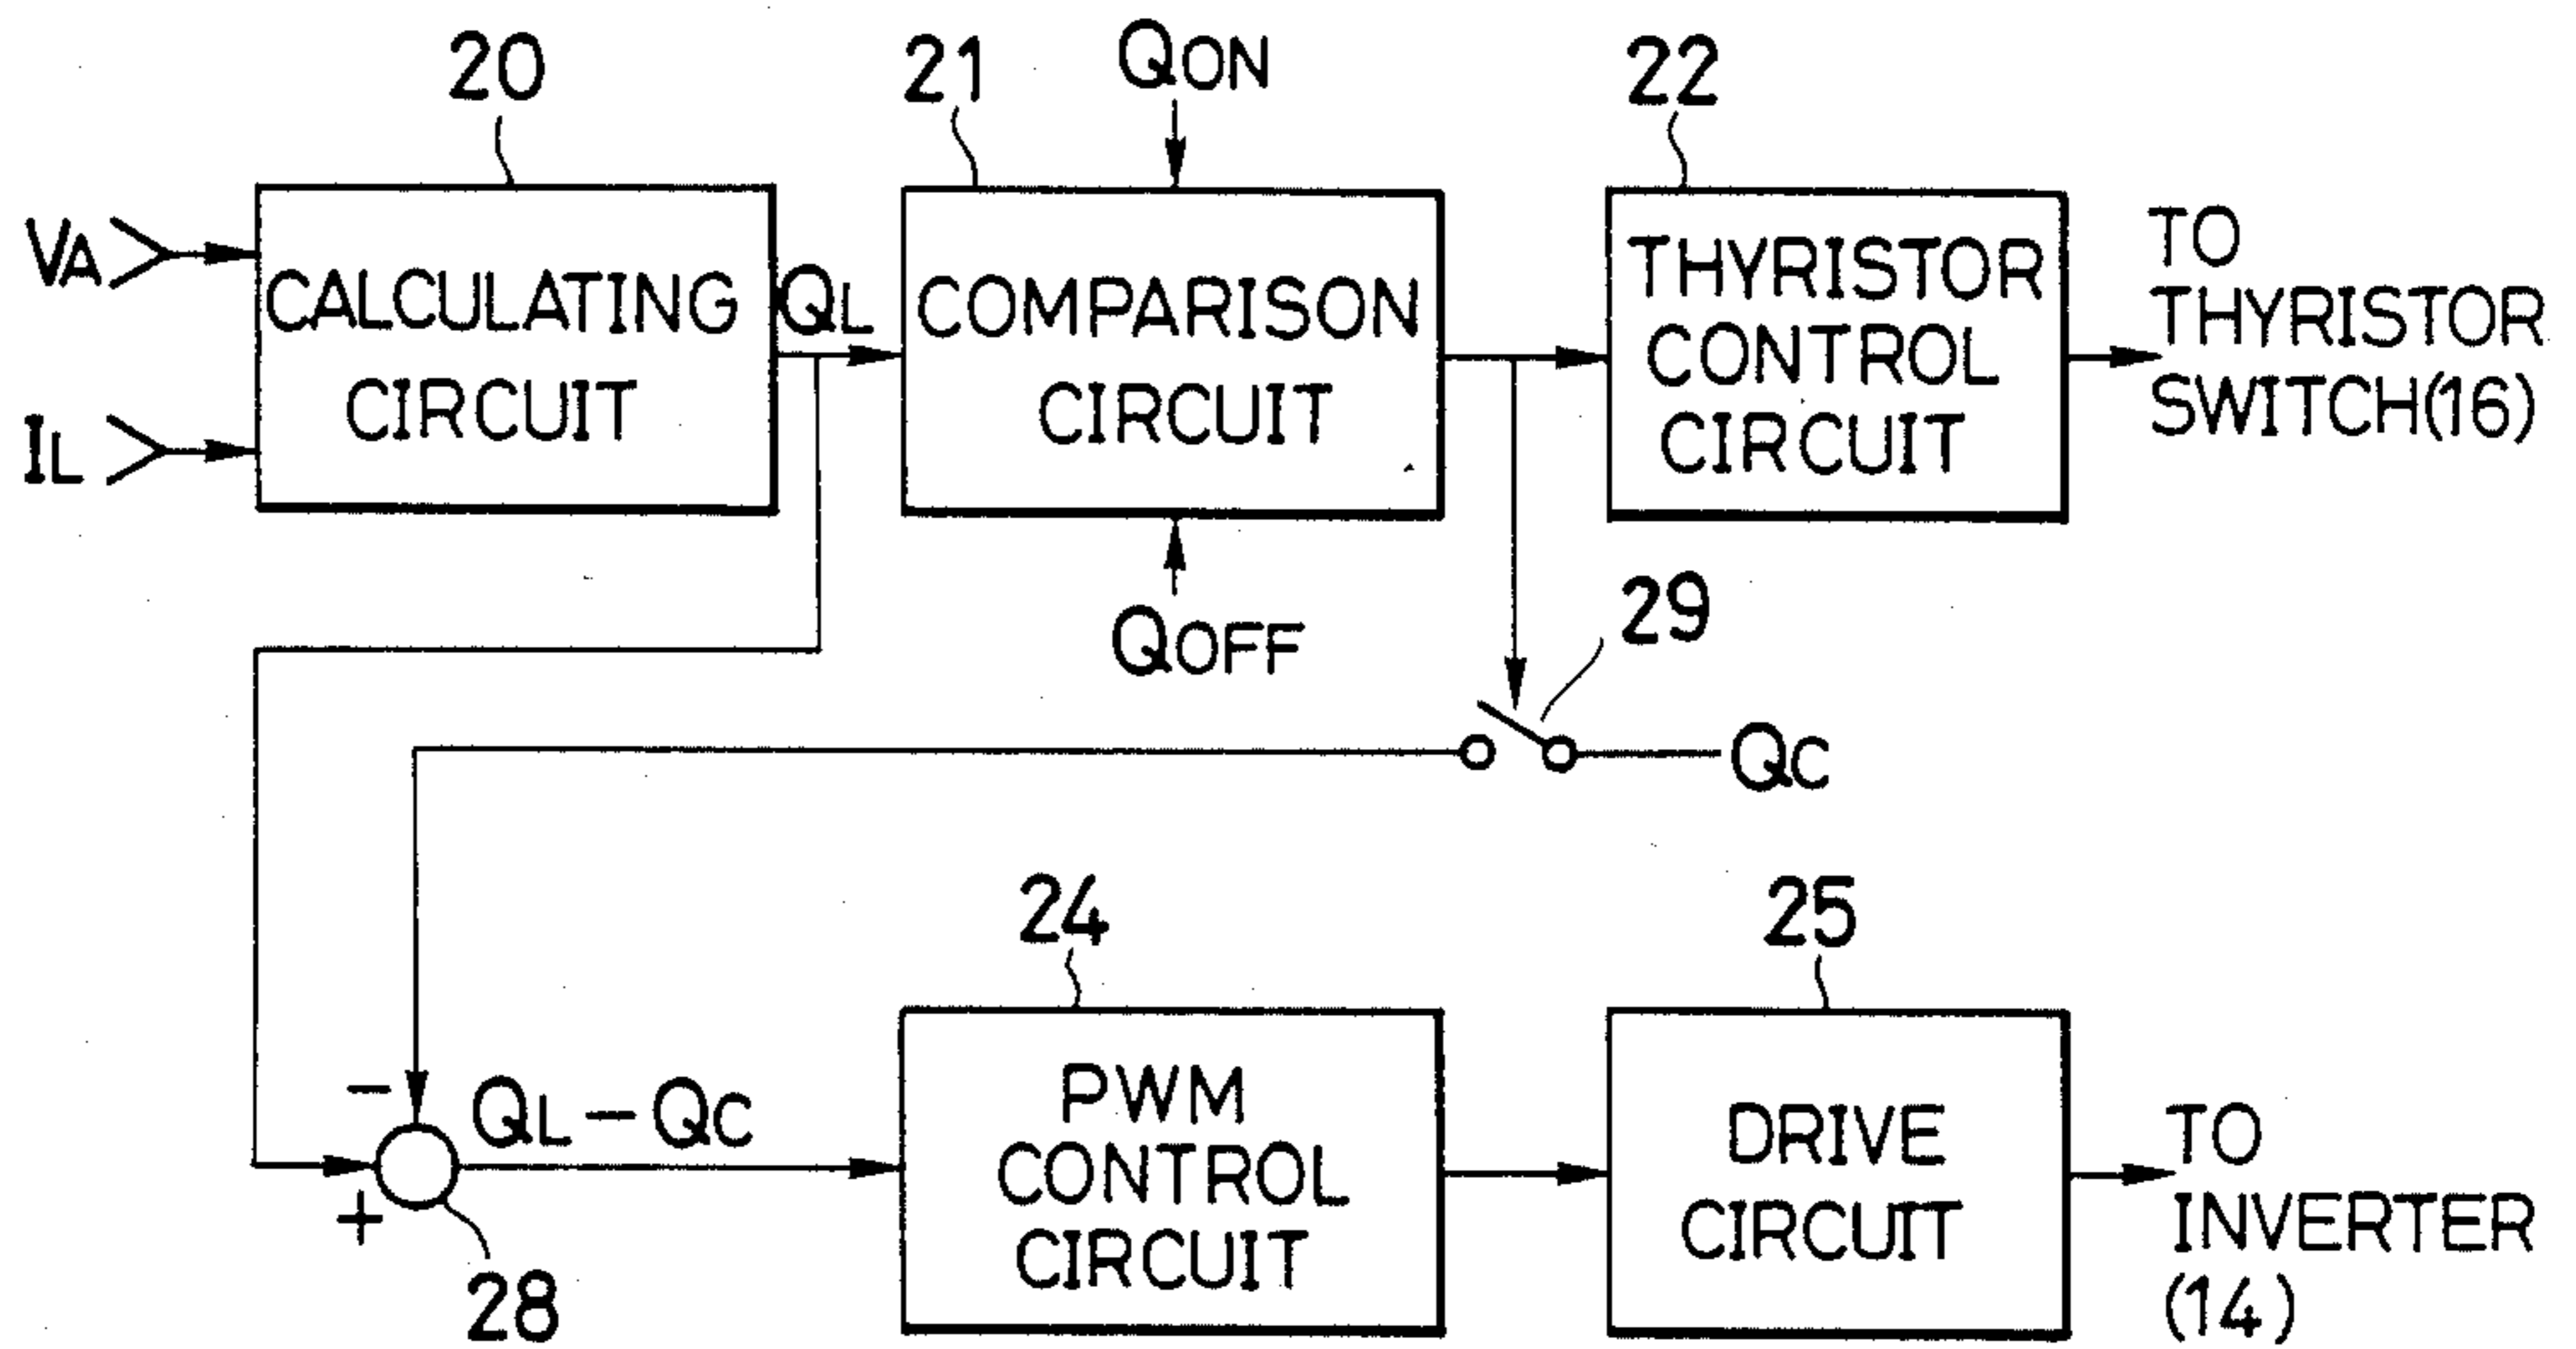 20
21
QON
22
VA
IL
CALCULATING
CIRCUIT
QL
COMPARISON
CIRCUIT
THYRISTOR
CONTROL
CIRCUIT
TO
THYRISTOR
SWITCH(16)
QOFF
29
QC
24
25
-
QL-QC
+
28
PWM
CONTROL
CIRCUIT
DRIVE
CIRCUIT
TO
INVERTER
(14)